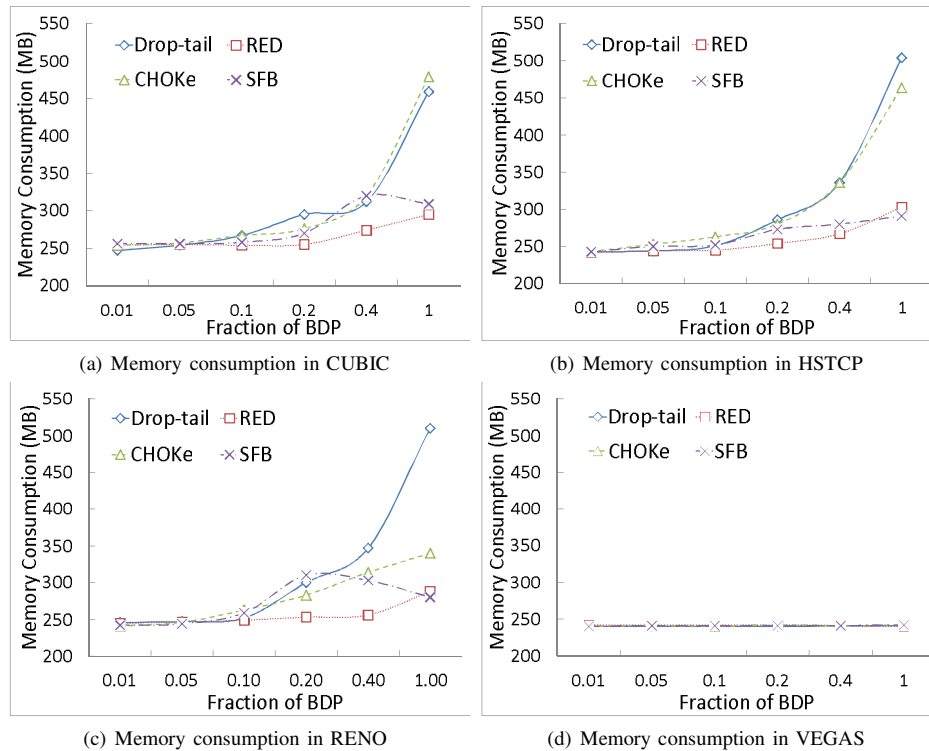 550
500
450
400
350
300
250
200
Memory Consumption (MB)
Drop-tail
RED
CHOKe
SFB
0.01 0.05 0.1 0.2 0.4 1
Fraction of BDP
(a) Memory consumption in CUBIC
550
500
450
400
350
300
250
200
Memory Consumption (MB)
Drop-tail
RED
CHOKe
SFB
0.01 0.05 0.1 0.2 0.4 1
Fraction of BDP
(b) Memory consumption in HSTCP
550
500
450
400
350
300
250
200
Memory Consumption (MB)
Drop-tail
RED
CHOKe
SFB
0.01 0.05 0.10 0.20 0.40 1.00
Fraction of BDP
(c) Memory consumption in RENO
550
500
450
400
350
300
250
200
Memory Consumption (MB)
Drop-tail
RED
CHOKe
SFB
0.01 0.05 0.1 0.2 0.4 1
Fraction of BDP
(d) Memory consumption in VEGAS